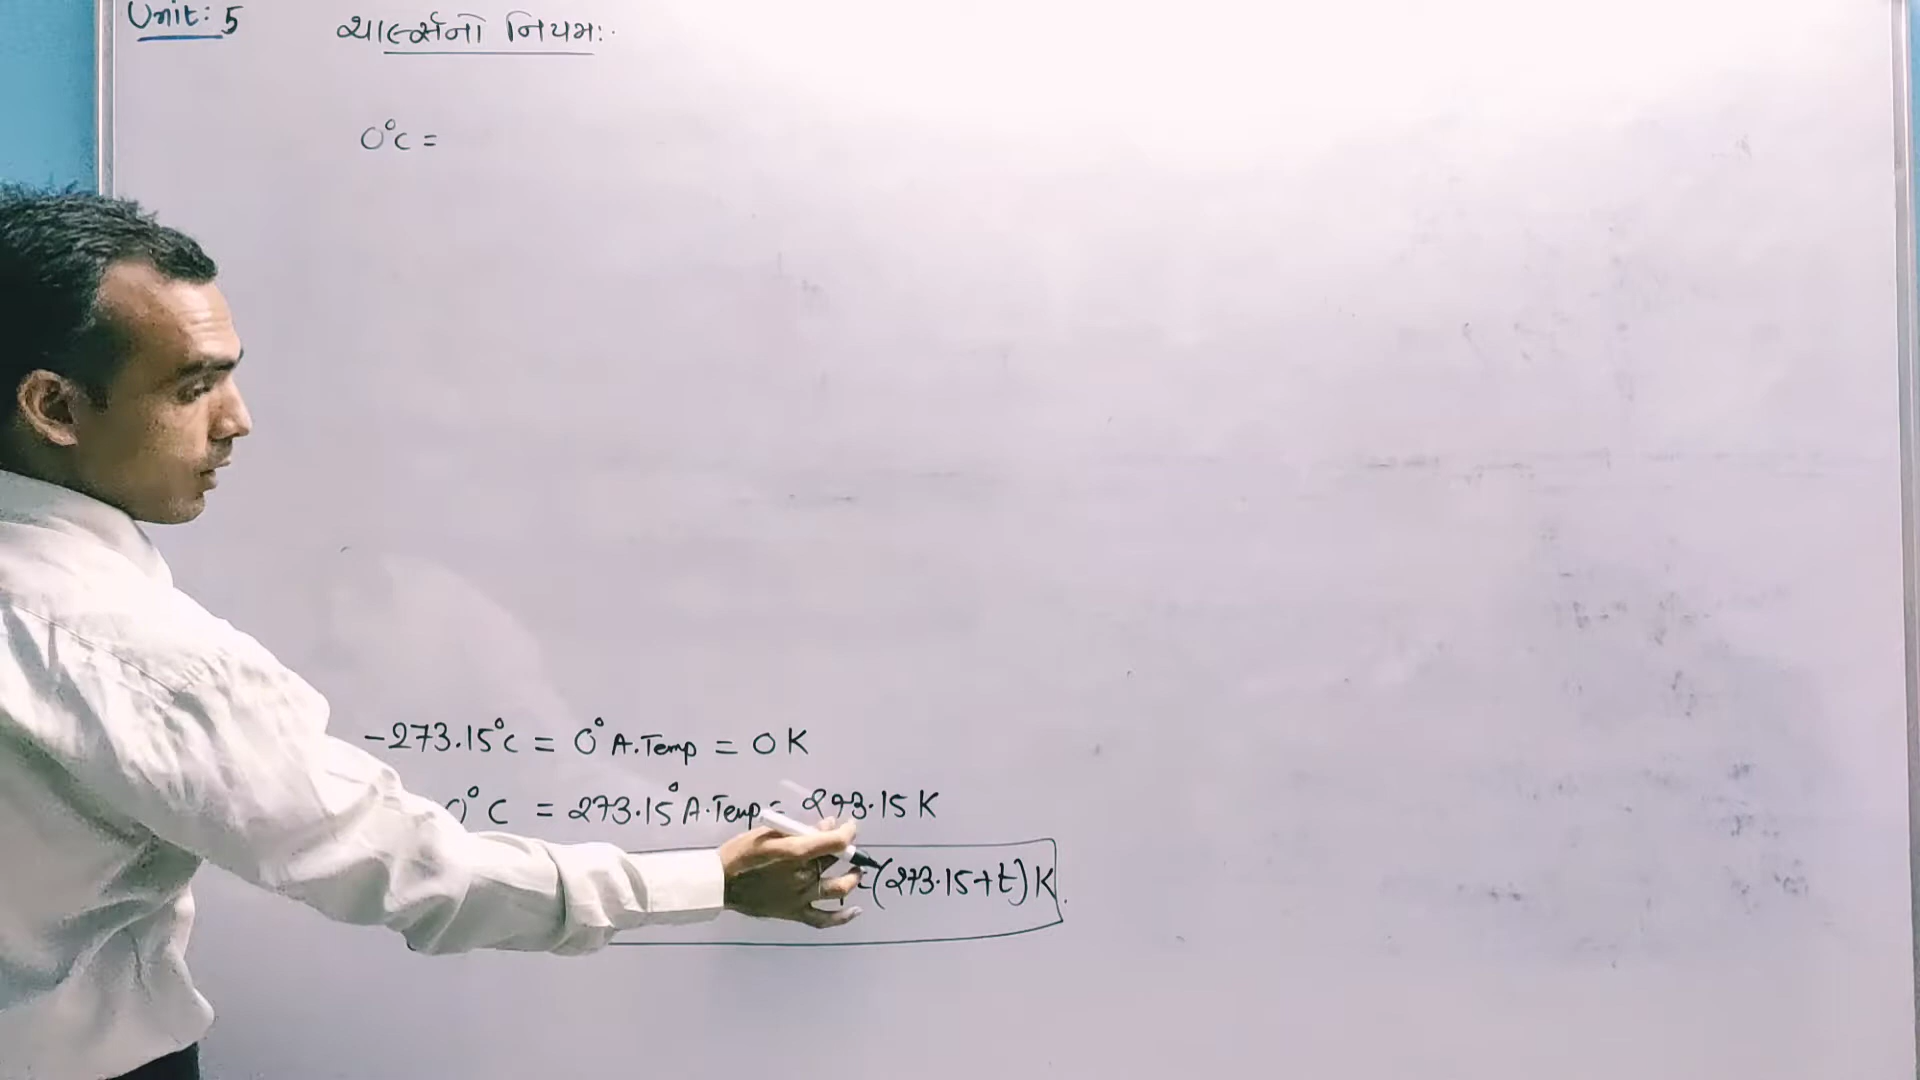 Unit: 5
ચાર્લ્સનો નિયમ:
0°C =
-273.15°C = 0° A.Temp = 0 K
0° C = 273.15° A.Temp = 273.15 K
=(273.15+t) K.